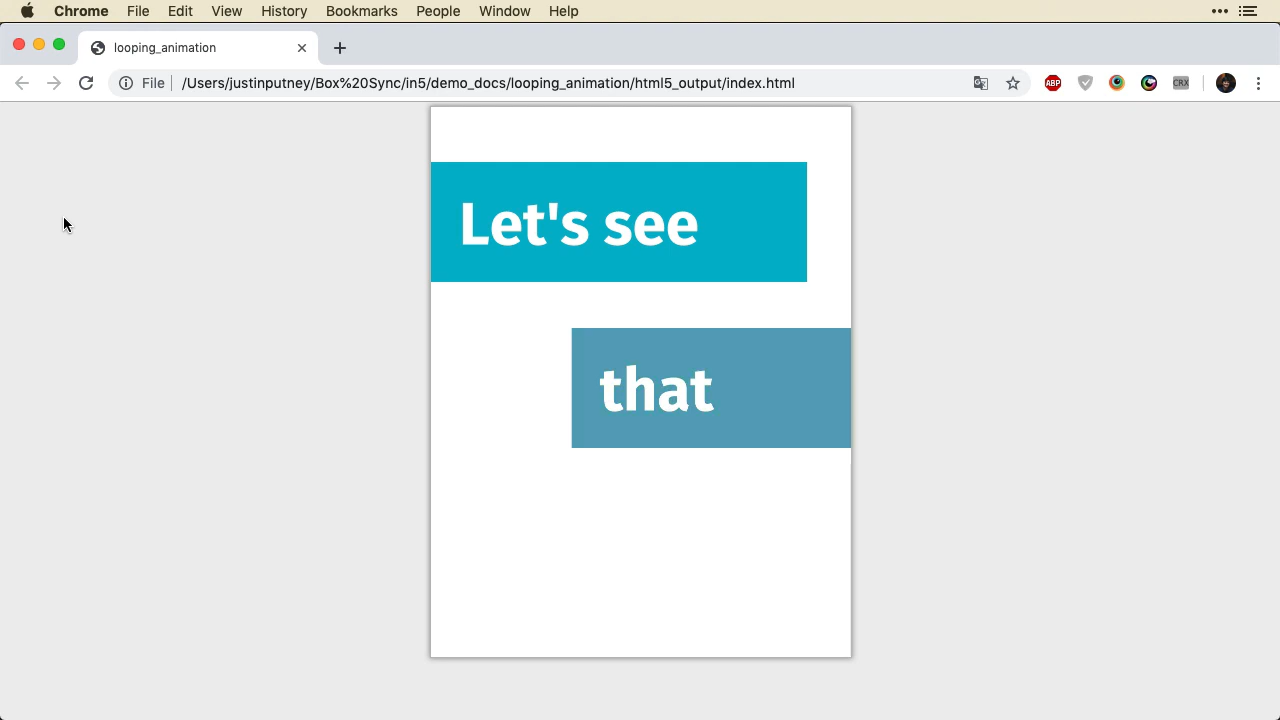 Chrome File Edit View History Bookmarks People Window Help
looping_animation
File /Users/justinputney/Box%20Sync/in5/demo_docs/looping_animation/html5_output/index.html
ABP
CRX
Let's see
that